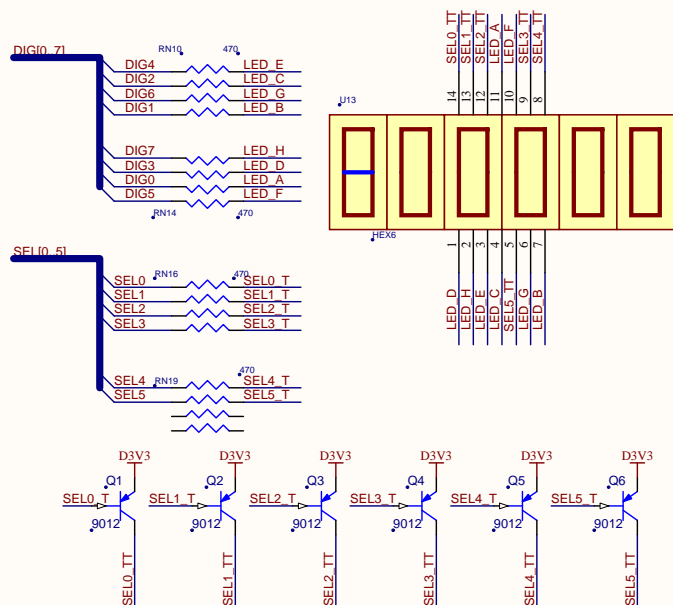 DIG[0..7]
RN10 470
DIG4 LED_E
DIG2 LED_C
DIG6 LED_G
DIG1 LED_B
DIG7 LED_H
DIG3 LED_D
DIG0 LED_A
DIG5 LED_F
RN14 470
SEL0_TT
SEL1_TT
SEL2_TT
LED_A
LED_F
SEL3_TT
SEL4_TT
14 13 12 11 10 9 8
U13
HEX6
1 2 3 4 5 6 7
LED_D
LED_H
LED_E
LED_C
SEL5_TT
LED_G
LED_B
SEL[0..5]
RN16 470
SEL0 SEL0_T
SEL1 SEL1_T
SEL2 SEL2_T
SEL3 SEL3_T
470
SEL4 RN19 SEL4_T
SEL5 SEL5_T
D3V3 D3V3 D3V3 D3V3 D3V3 D3V3
Q1 Q2 Q3 Q4 Q5 Q6
SEL0_T SEL1_T SEL2_T SEL3_T SEL4_T SEL5_T
9012 9012 9012 9012 9012 9012
SEL0_TT
SEL1_TT
SEL2_TT
SEL3_TT
SEL4_TT
SEL5_TT